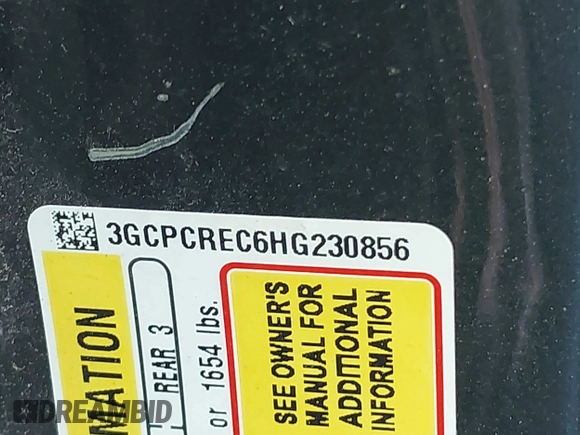 3GCPCREC6HG230856
MATION
REAR 3
or 1654 lbs.
SEE OWNER'S
MANUAL FOR
ADDITIONAL
INFORMATION
DREAMBID